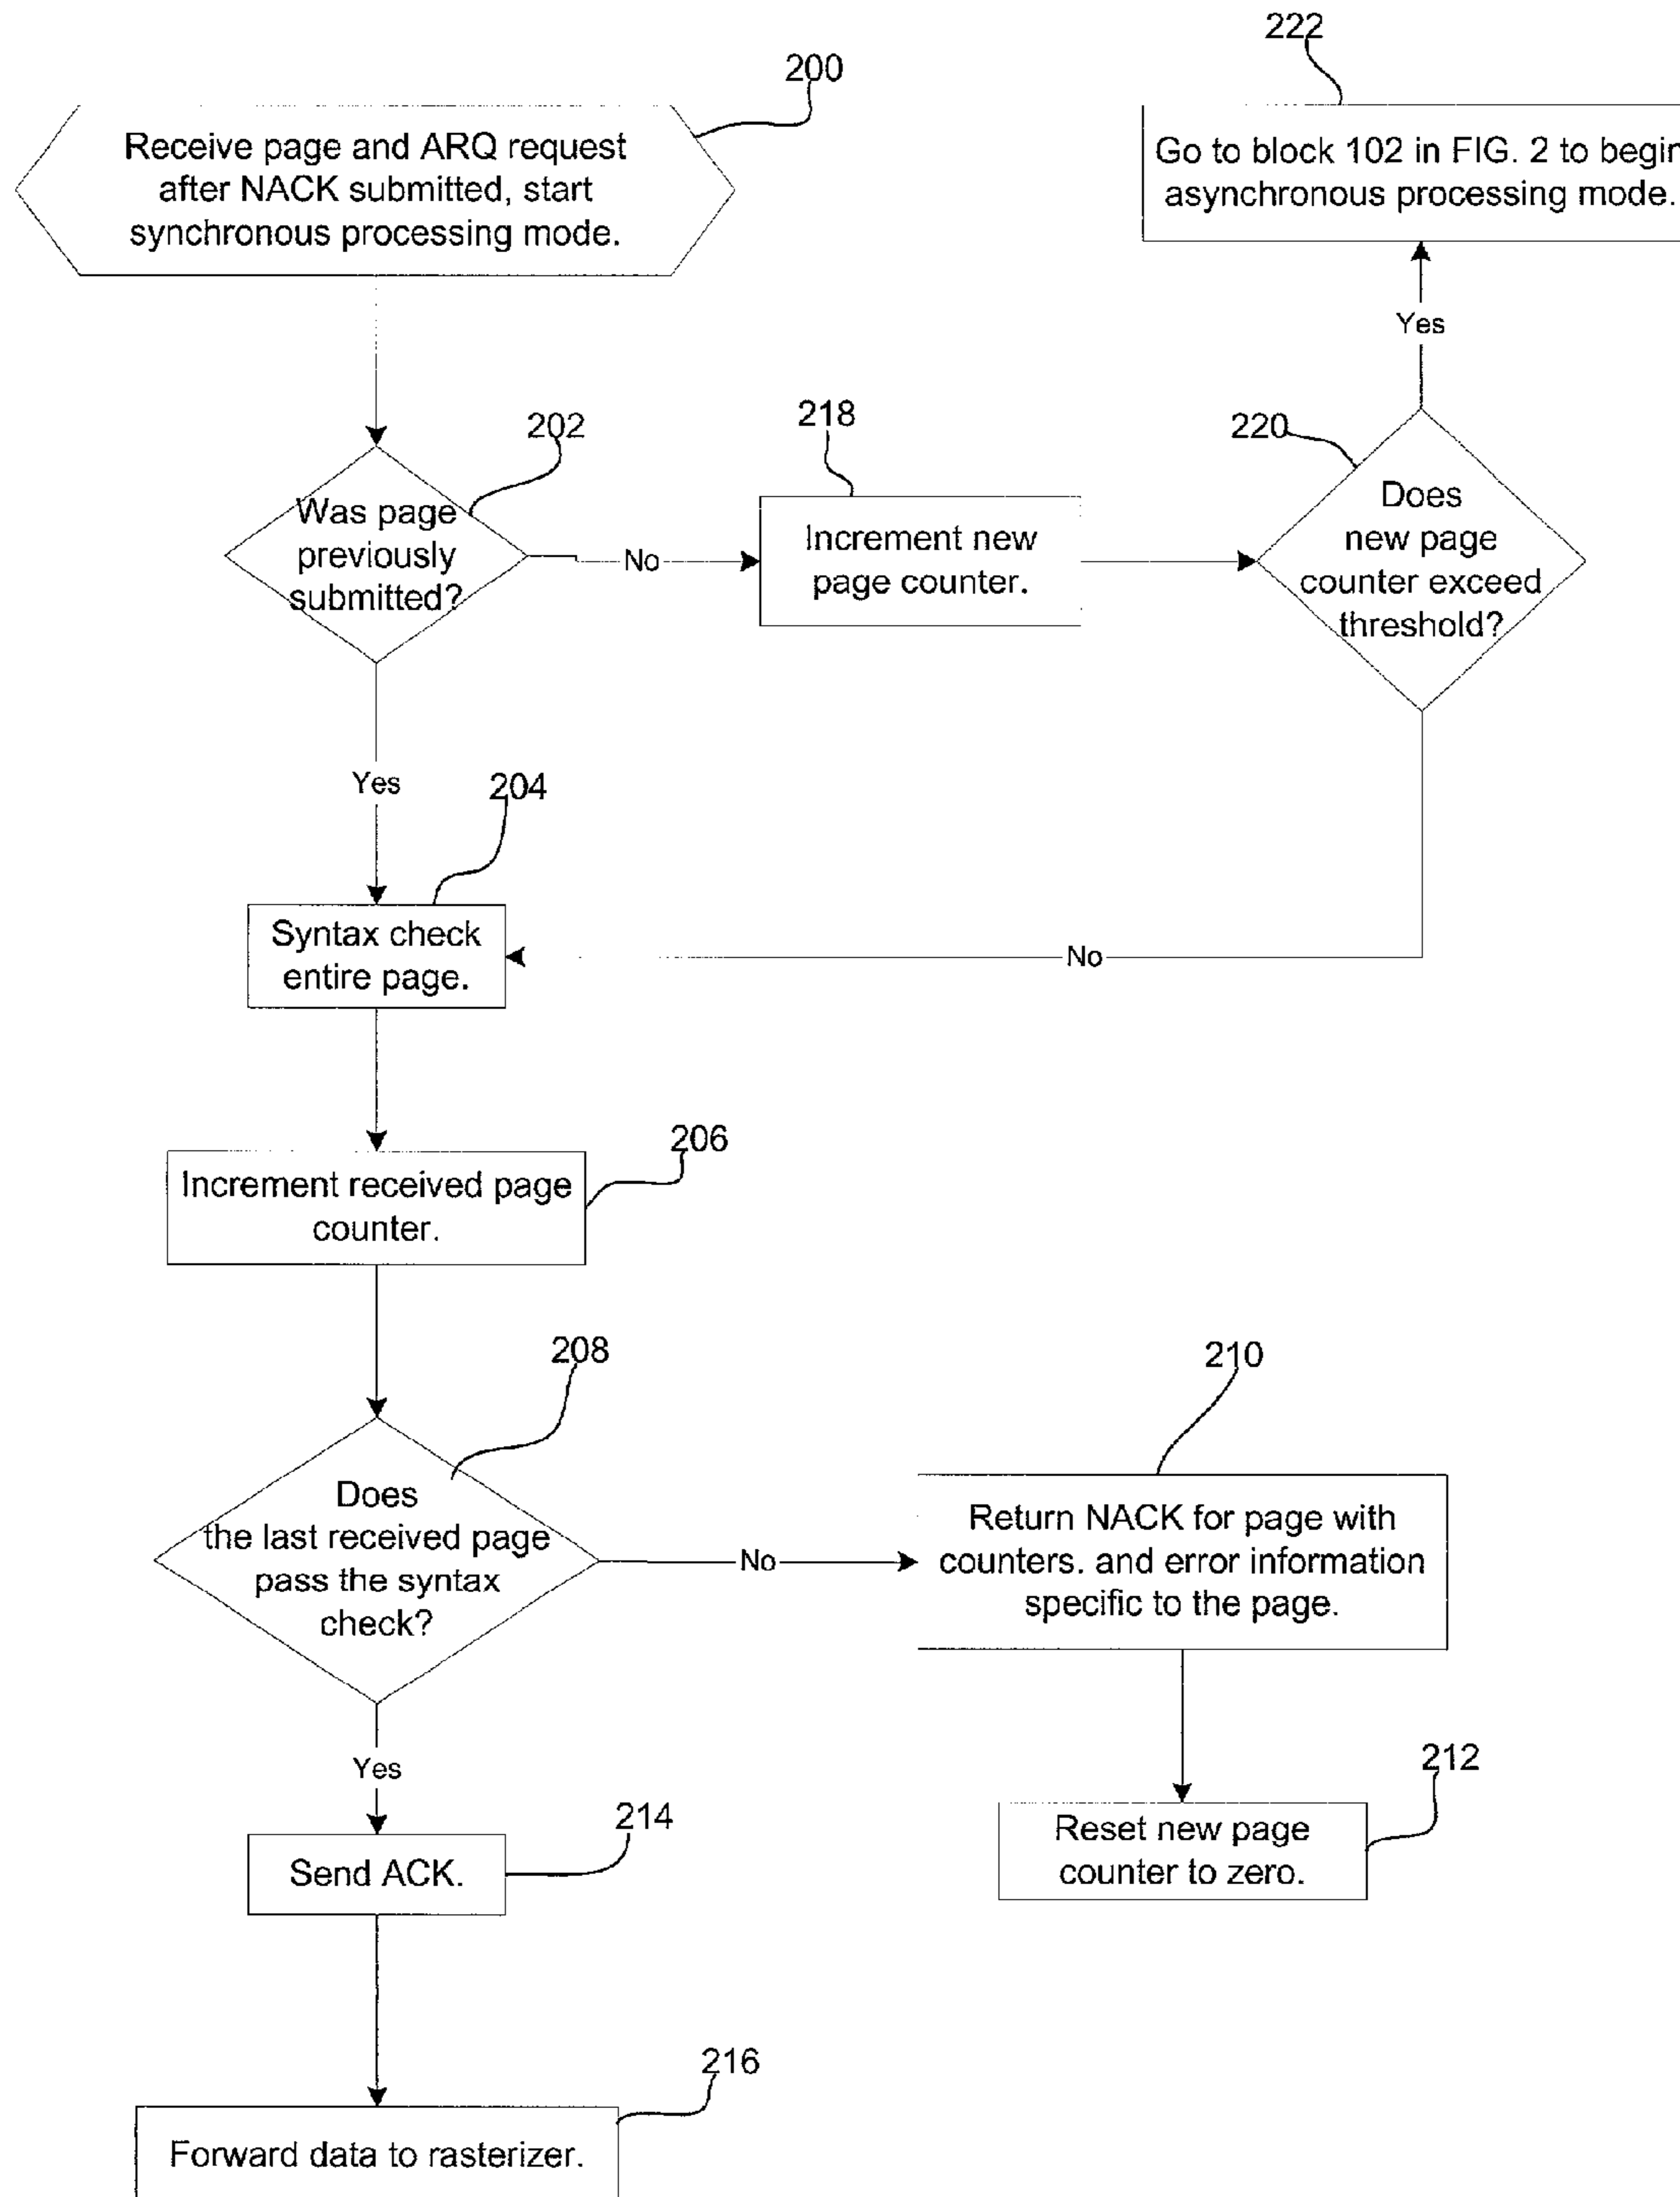 222
200
Receive page and ARQ request
after NACK submitted, start
synchronous processing mode.
Go to block 102 in FIG. 2 to begin
asynchronous processing mode.
Yes
202
218
220
Was page
previously
submitted?
No
Increment new
page counter.
Does
new page
counter exceed
threshold?
Yes
204
Syntax check
entire page.
No
206
Increment received page
counter.
208
210
Does
the last received page
pass the syntax
check?
No
Return NACK for page with
counters. and error information
specific to the page.
Yes
212
214
Send ACK.
Reset new page
counter to zero.
216
Forward data to rasterizer.